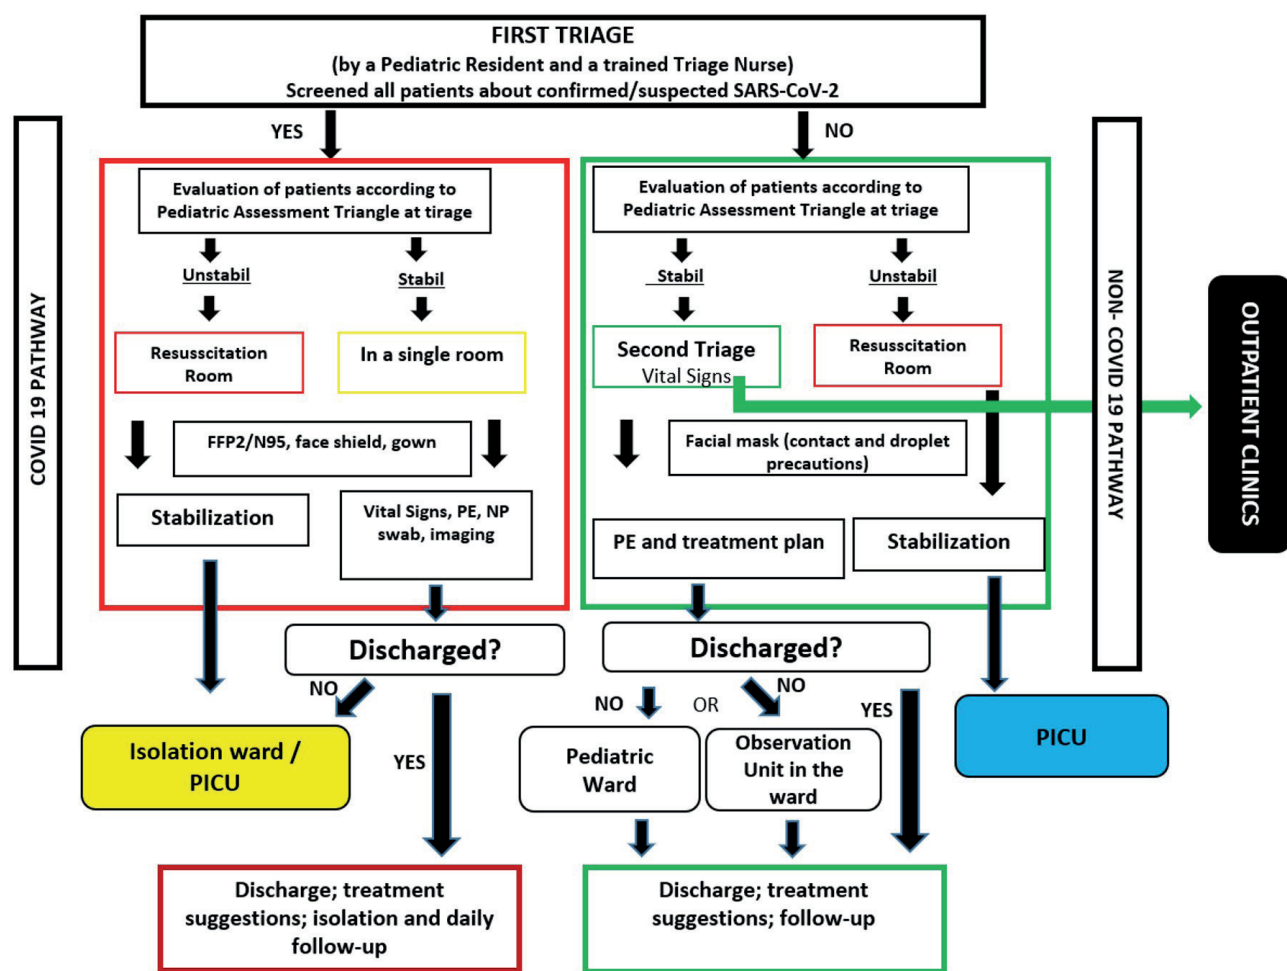 FIRST TRIAGE
(by a Pediatric Resident and a trained Triage Nurse)
Screened all patients about confirmed/suspected SARS-CoV-2
YES
NO
COVID 19 PATHWAY
Evaluation of patients according to
Pediatric Assessment Triangle at tirage
Unstabil
Stabil
Resusscitation
Room
In a single room
FFP2/N95, face shield, gown
Stabilization
Vital Signs, PE, NP
swab, imaging
Discharged?
NO
YES
Isolation ward /
PICU
Discharge; treatment
suggestions; isolation and daily
follow-up
Evaluation of patients according to
Pediatric Assessment Triangle at triage
Stabil
Unstabil
Second Triage
Vital Signs
Resusscitation
Room
Facial mask (contact and droplet
precautions)
PE and treatment plan
Stabilization
Discharged?
NO
OR
NO
YES
Pediatric
Ward
Observation
Unit in the
ward
PICU
Discharge; treatment
suggestions; follow-up
NON- COVID 19 PATHWAY
OUTPATIENT CLINICS